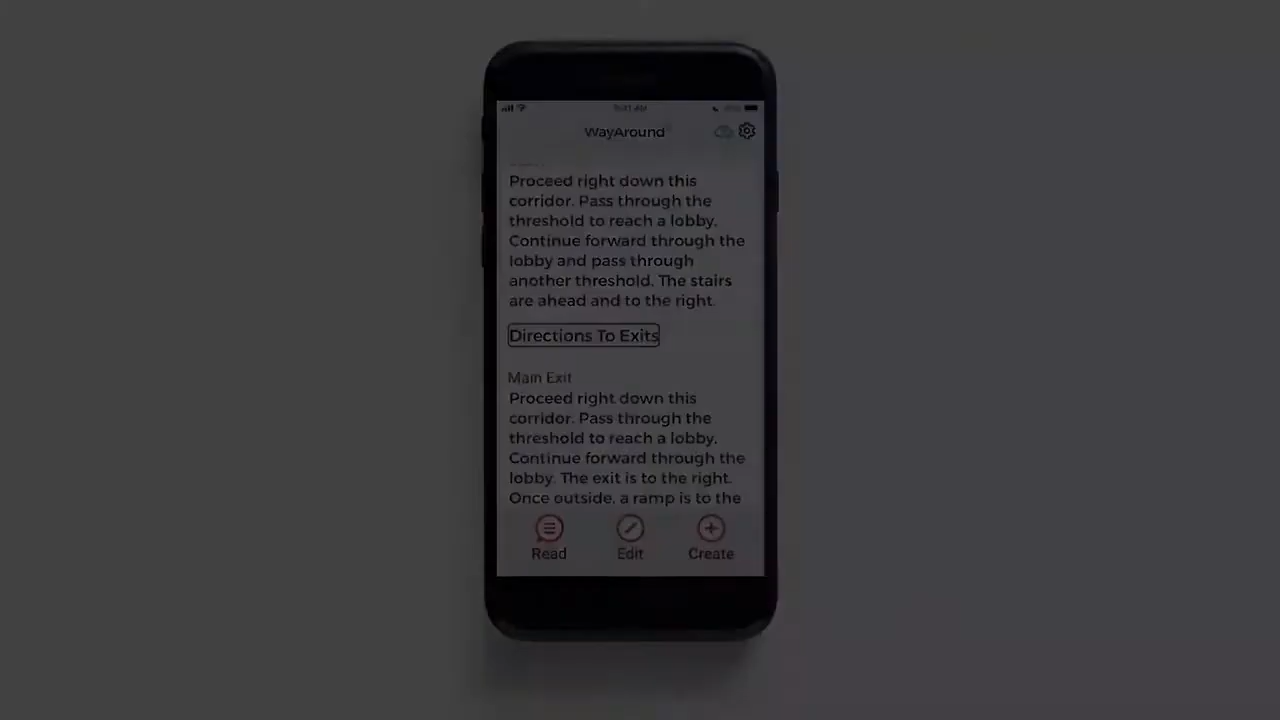 WayAround
Proceed right down this
corridor. Pass through the
threshold to reach a lobby.
Continue forward through the
lobby and pass through
another threshold. The stairs
are ahead and to the right.
Directions To Exits
Main Exit
Proceed right down this
corridor. Pass through the
threshold to reach a lobby.
Continue forward through the
lobby. The exit is to the right.
Once outside, a ramp is to the
Read Edit Create